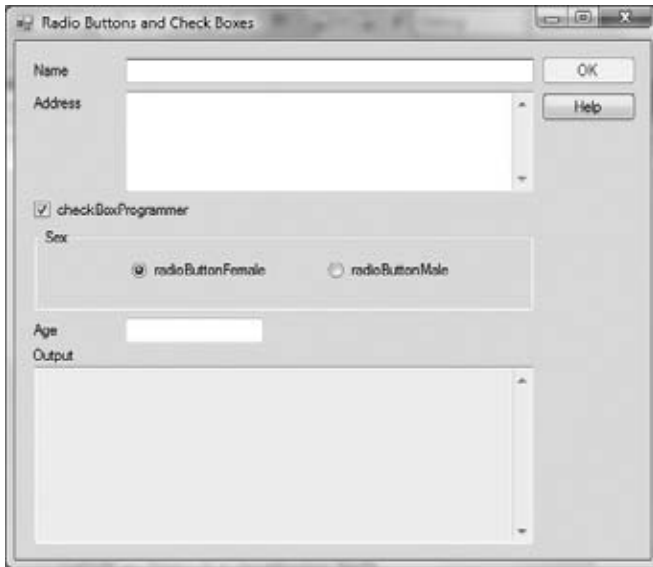 Radio Buttons and Check Boxes
Name
OK
Address
Help
checkBoxProgrammer
Sex
radioButtonFemale
radioButtonMale
Age
Output